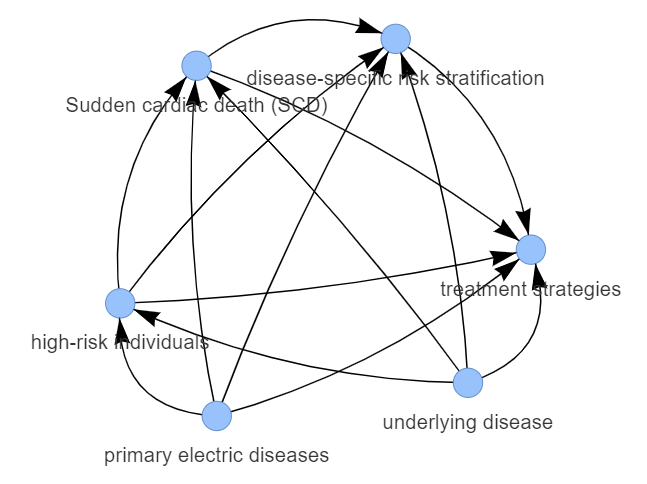 disease-specific risk stratification
Sudden cardiac death (SCD)
treatment strategies
high-risk individuals
underlying disease
primary electric diseases